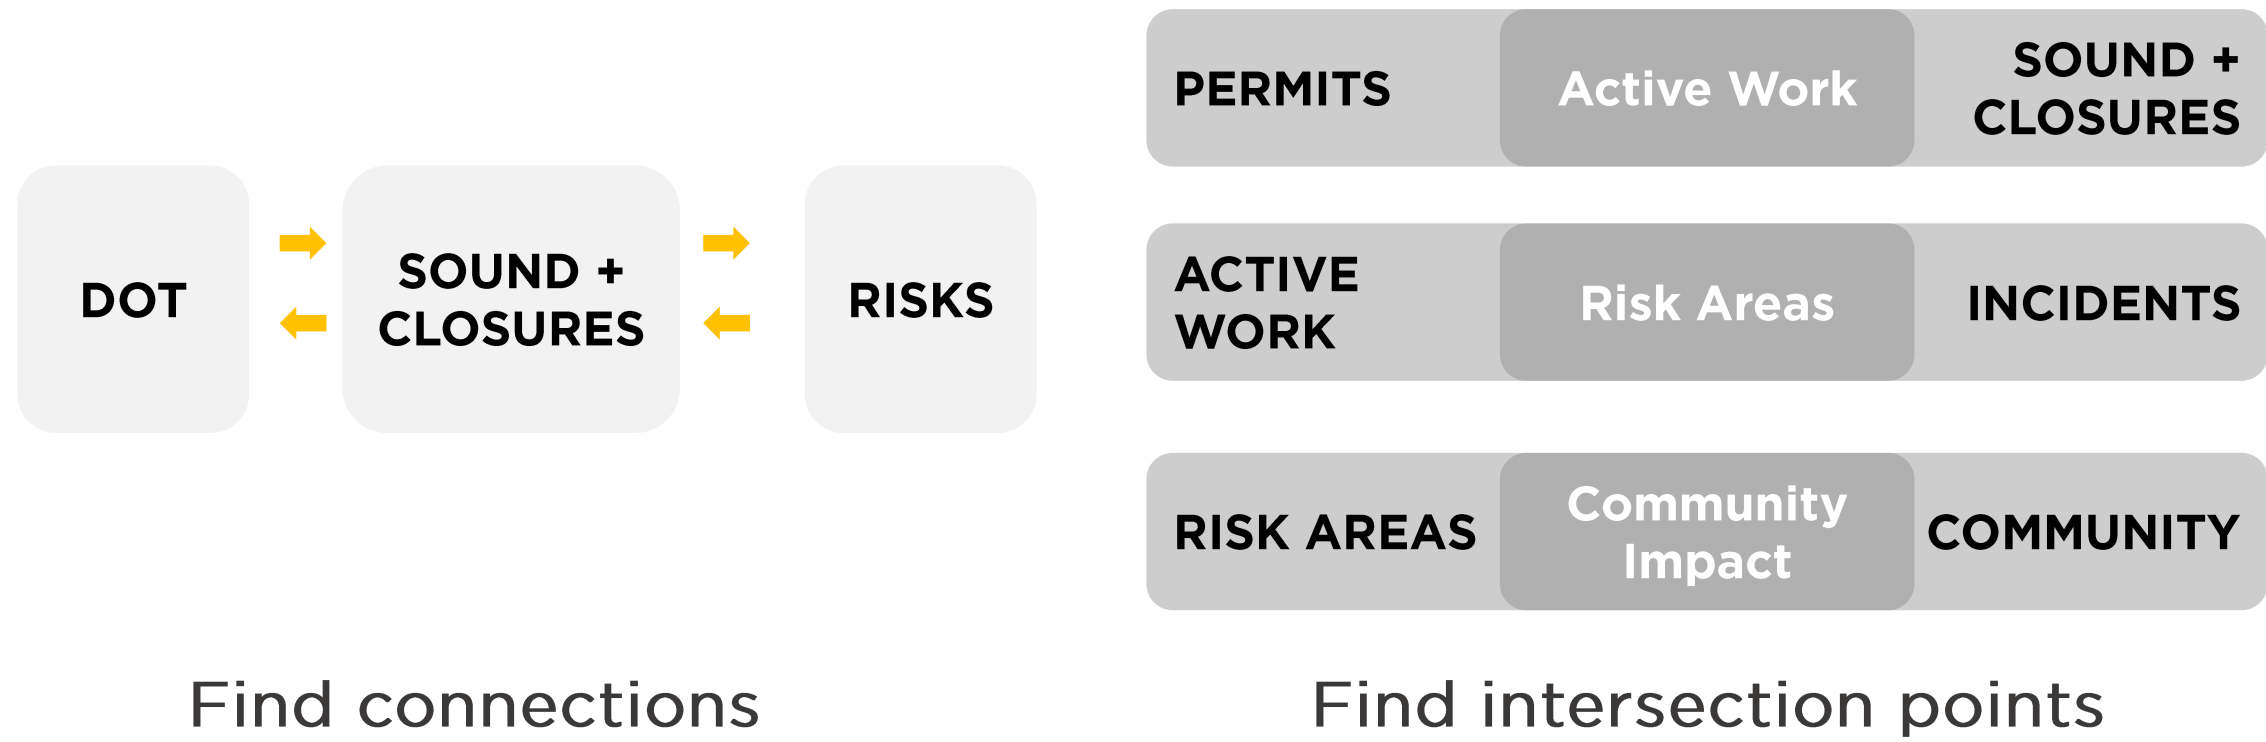 DOT
SOUND +
CLOSURES
RISKS
Find connections
PERMITS
Active Work
SOUND +
CLOSURES
ACTIVE
WORK
Risk Areas
INCIDENTS
RISK AREAS
Community
Impact
COMMUNITY
Find intersection points